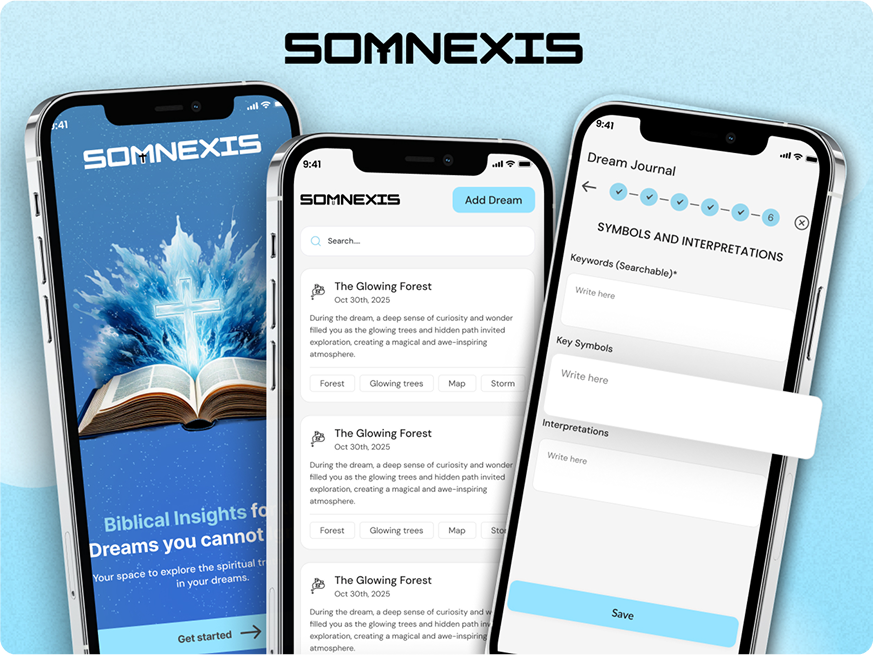 SOMNEXIS
9:41
SOMNEXIS
Biblical Insights
Dreams you cannot
Your space to explore the spiritual
in your dreams.
Get started
9:41
SOMNEXIS
Add Dream
Search...
The Glowing Forest
Oct 30th, 2025
During the dream, a deep sense of curiosity and wonder
filled you as the glowing trees and hidden path invited
exploration, creating a magical and awe-inspiring
atmosphere.
Forest
Glowing trees
Map
Storm
The Glowing Forest
Oct 30th, 2025
During the dream, a deep sense of curiosity and wonder
filled you as the glowing trees and hidden path invited
exploration, creating a magical and awe-inspiring
atmosphere.
Forest
Glowing trees
Map
The Glowing Forest
Oct 30th, 2025
During the dream, a deep sense of curiosity and
filled you as the glowing trees and hidden path invited
exploration, creating a magical and awe-inspiring
9:41
Dream Journal
6
SYMBOLS AND INTERPRETATIONS
Keywords (Searchable)*
Write here
Key Symbols
Write here
Interpretations
Write here
Save